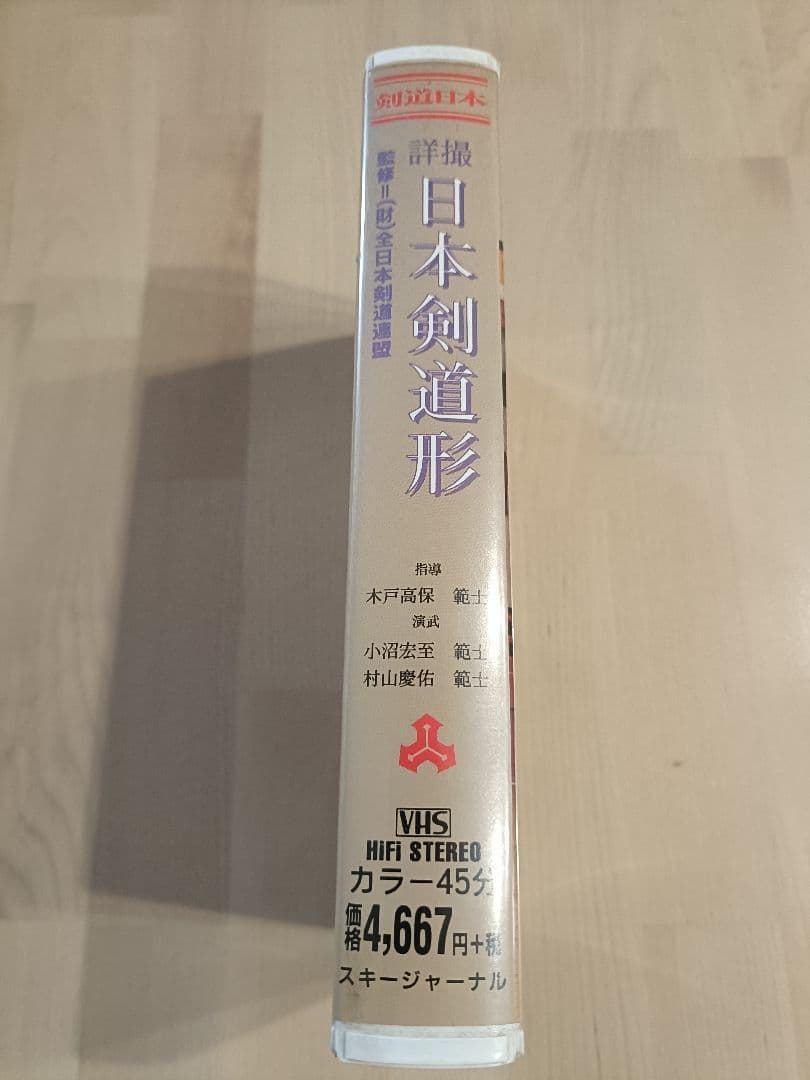 剣道日本
詳撮
日本剣道形
監修=(財)全日本剣道連盟
指導
木戸高保 範士
演武
小沼宏至 範士
村山慶佑 範士
VHS
HiFi STEREO
カラー45分
価格4,667円+税
スキージャーナル